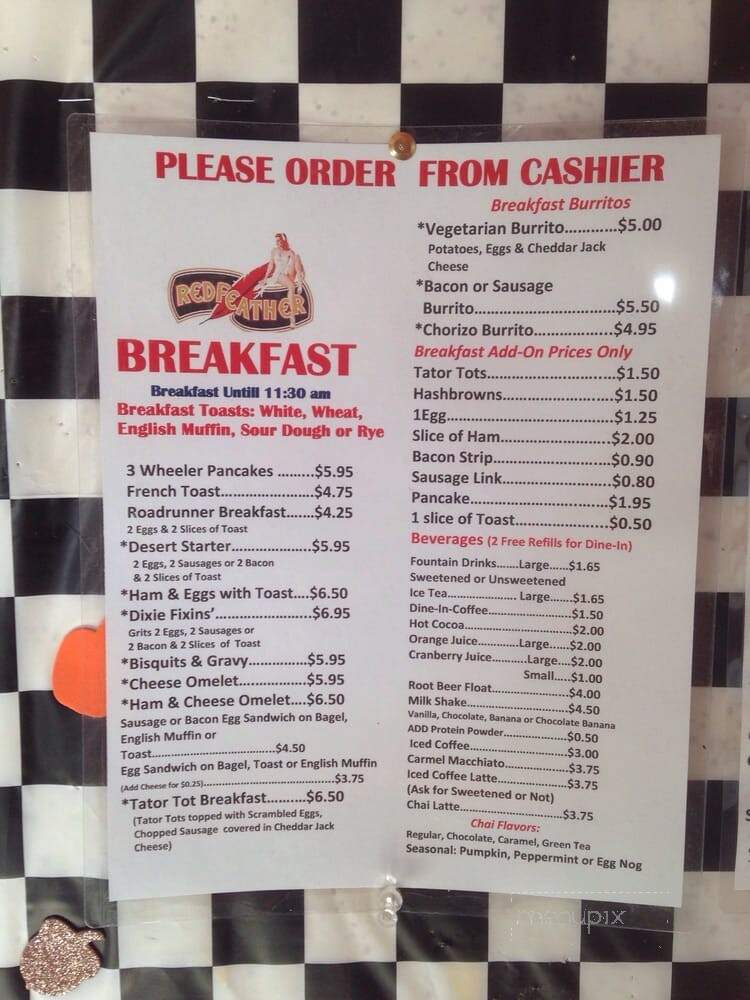 PLEASE ORDER FROM CASHIER
REDFEATHER
BREAKFAST
Breakfast Untill 11:30 am
Breakfast Toasts: White, Wheat,
English Muffin, Sour Dough or Rye
3 Wheeler Pancakes .........$5.95
French Toast......................$4.75
Roadrunner Breakfast.......$4.25
2 Eggs & 2 Slices of Toast
*Desert Starter...................$5.95
2 Eggs, 2 Sausages or 2 Bacon
& 2 Slices of Toast
*Ham & Eggs with Toast....$6.50
*Dixie Fixins'.......................$6.95
Grits 2 Eggs, 2 Sausages or
2 Bacon & 2 Slices of Toast
*Bisquits & Gravy...............$5.95
*Cheese Omelet.................$5.95
*Ham & Cheese Omelet....$6.50
Sausage or Bacon Egg Sandwich on Bagel,
English Muffin or
Toast.....................................$4.50
Egg Sandwich on Bagel, Toast or English Muffin
(Add Cheese for $0.25)........................................$3.75
*Tator Tot Breakfast..........$6.50
(Tator Tots topped with Scrambled Eggs,
Chopped Sausage covered in Cheddar Jack
Cheese)
Breakfast Burritos
*Vegetarian Burrito.............$5.00
Potatoes, Eggs & Cheddar Jack
Cheese
*Bacon or Sausage
Burrito..................................$5.50
*Chorizo Burrito...................$4.95
Breakfast Add-On Prices Only
Tator Tots...............................$1.50
Hashbrowns...........................$1.50
1Egg.........................................$1.25
Slice of Ham...........................$2.00
Bacon Strip.............................$0.90
Sausage Link...........................$0.80
Pancake..................................$1.95
1 slice of Toast.......................$0.50
Beverages (2 Free Refills for Dine-In)
Fountain Drinks.......Large......$1.65
Sweetened or Unsweetened
Ice Tea..................... Large.......$1.65
Dine-In-Coffee.........................$1.50
Hot Cocoa................................$2.00
Orange Juice.............Large......$2.00
Cranberry Juice...........Large....$2.00
Small.....$1.00
Root Beer Float........................$4.00
Milk Shake...............................$4.50
Vanilla, Chocolate, Banana or Chocolate Banana
ADD Protein Powder................$0.50
Iced Coffee..............................$3.00
Carmel Macchiato....................$3.75
Iced Coffee Latte......................$3.75
(Ask for Sweetened or Not)
Chai Latte................................$3.75
Chai Flavors:
Regular, Chocolate, Caramel, Green Tea
Seasonal: Pumpkin, Peppermint or Egg Nog
menupix